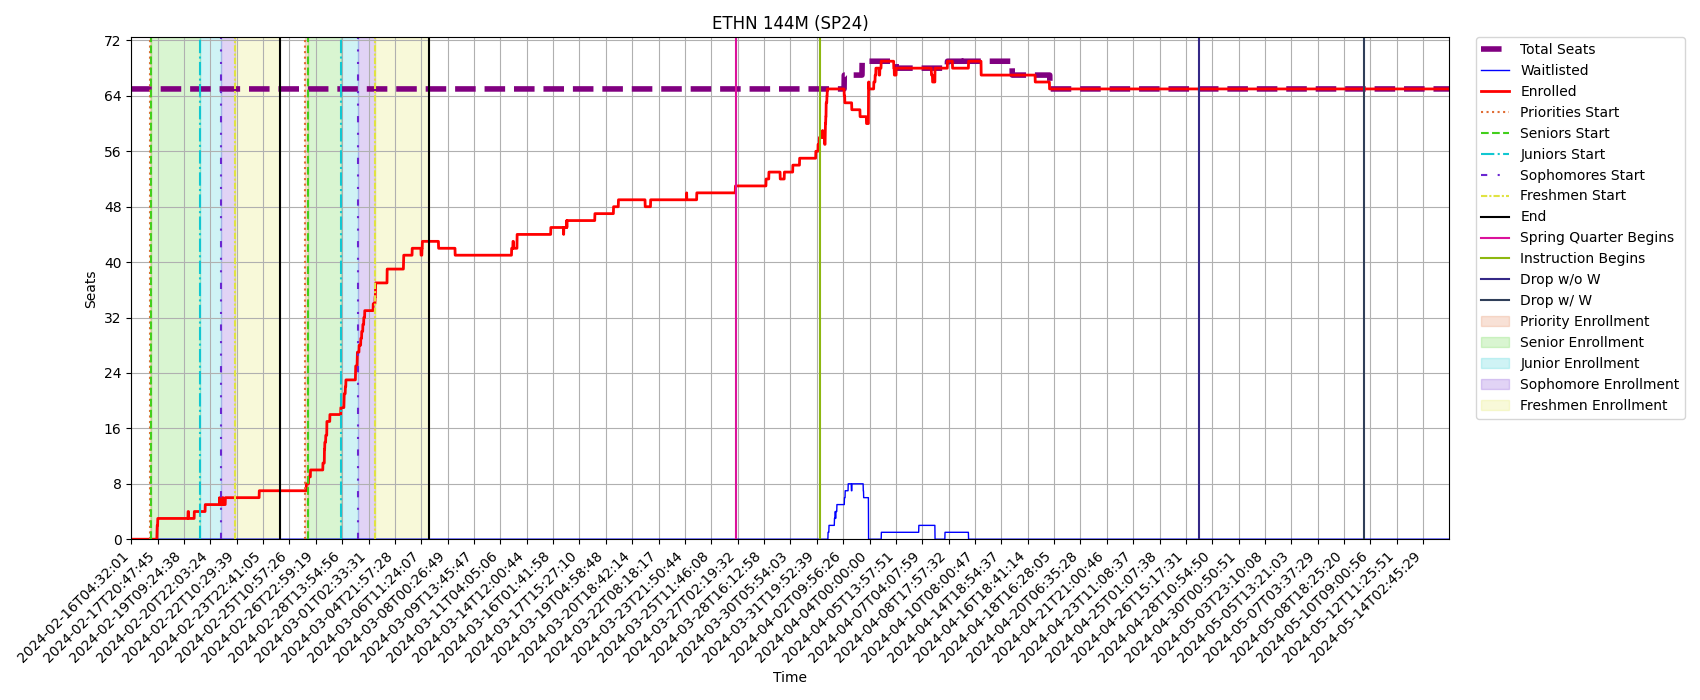 ETHN 144M (SP24)
72
64
56
48
40
32
24
16
8
0
Seats
2024-02-16T04:32:01
2024-02-17T20:47:45
2024-02-19T09:24:38
2024-02-20T22:03:24
2024-02-22T10:29:39
2024-02-23T22:41:05
2024-02-25T10:57:28
2024-02-26T22:59:19
2024-02-28T13:54:56
2024-03-01T02:33:31
2024-03-04T21:57:28
2024-03-06T11:24:07
2024-03-08T00:26:49
2024-03-09T13:45:47
2024-03-14T12:00:44
2024-03-16T01:41:58
2024-03-17T15:27:10
2024-03-19T04:58:48
2024-03-20T18:42:14
2024-03-22T08:18:17
2024-03-23T21:50:44
2024-03-25T11:46:08
2024-03-27T02:19:32
2024-03-28T16:12:58
2024-03-30T05:54:03
2024-03-31T19:52:39
2024-04-02T09:56:26
2024-04-04T00:00:00
2024-04-05T13:57:51
2024-04-07T04:07:59
2024-04-10T08:00:47
2024-04-14T18:54:37
2024-04-16T18:41:14
2024-04-18T16:28:05
2024-04-20T06:35:28
2024-04-21T21:00:46
2024-04-23T11:08:37
2024-04-25T01:07:38
2024-04-26T15:17:31
2024-04-28T10:54:50
2024-04-30T00:50:51
2024-05-03T23:10:08
2024-05-05T13:21:03
2024-05-07T03:37:29
2024-05-08T18:25:20
2024-05-10T09:00:56
2024-05-12T11:25:51
2024-05-14T02:45:29
Time
Total Seats
Waitlisted
Enrolled
Priorities Start
Seniors Start
Juniors Start
Sophomores Start
Freshmen Start
End
Spring Quarter Begins
Instruction Begins
Drop w/o W
Drop w/ W
Priority Enrollment
Senior Enrollment
Junior Enrollment
Sophomore Enrollment
Freshmen Enrollment